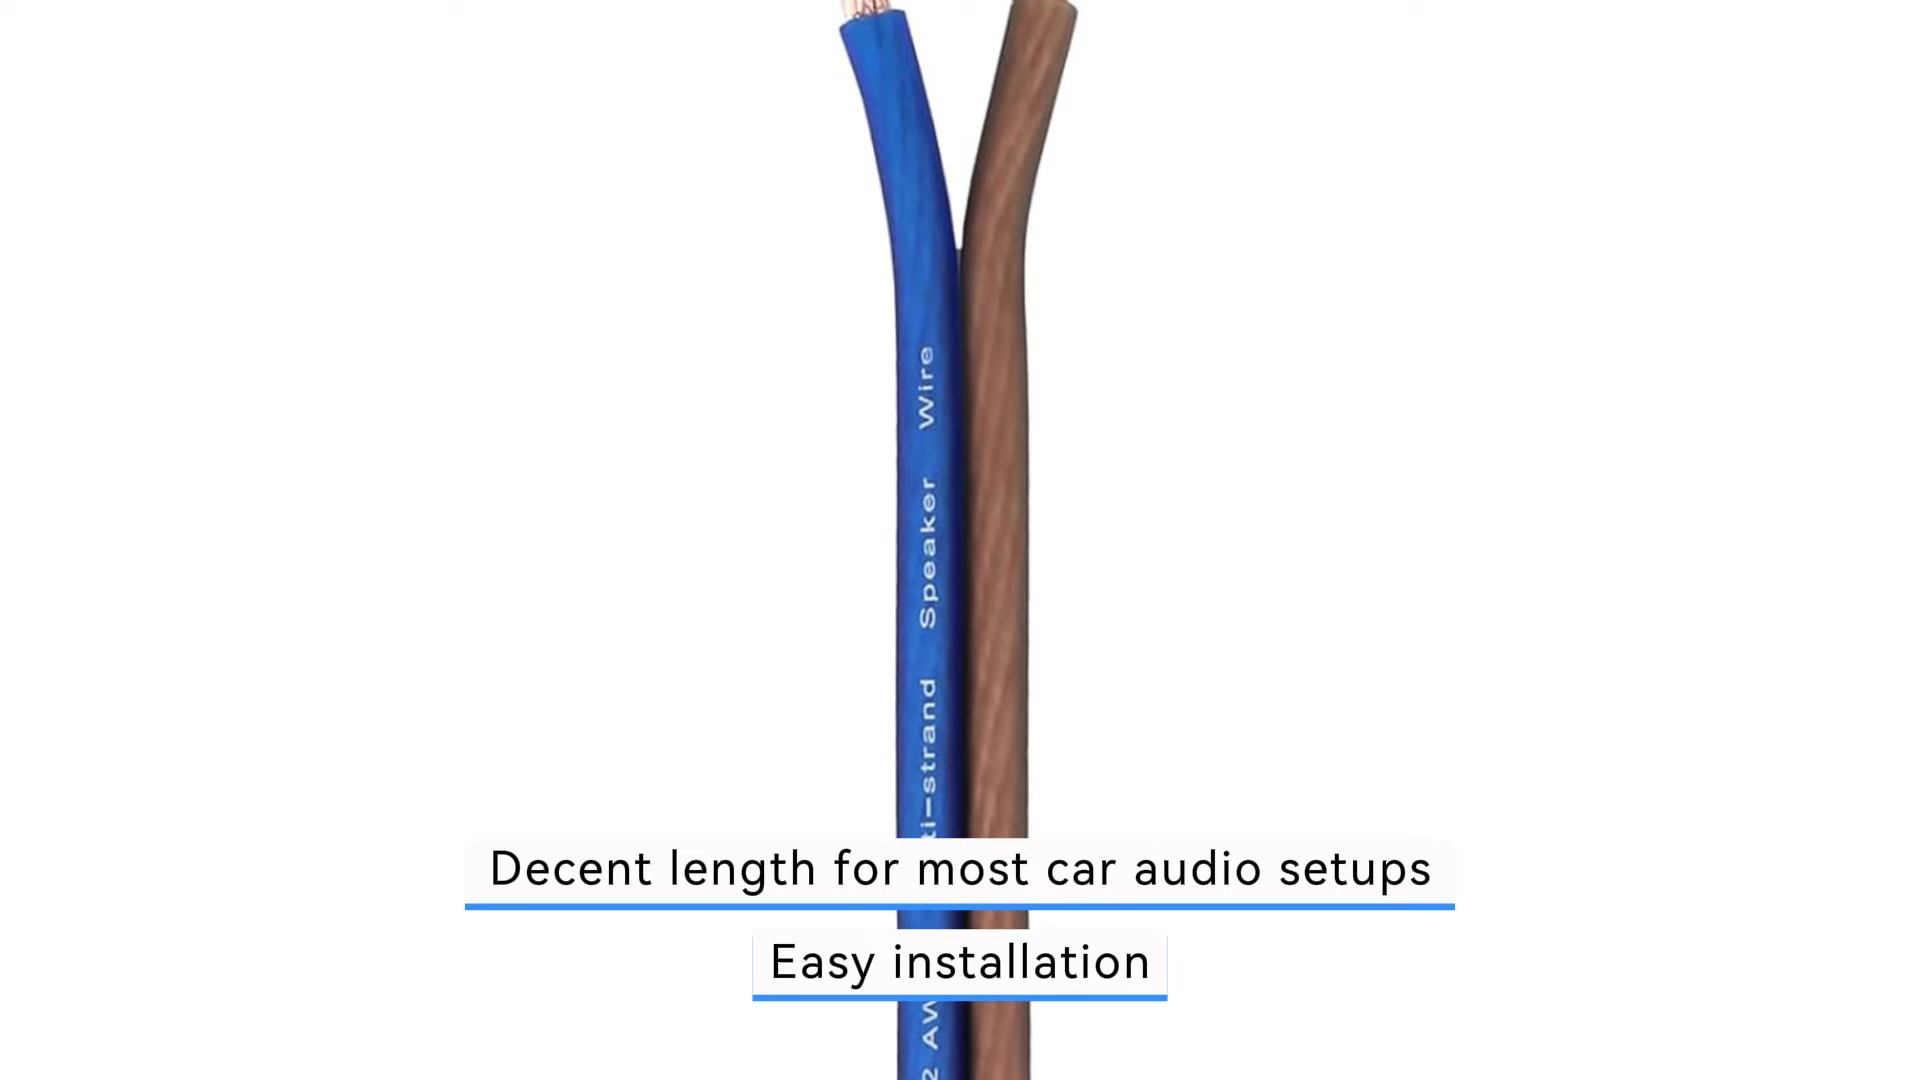 Speaker Wire
Decent length for most car audio setups
Easy installation